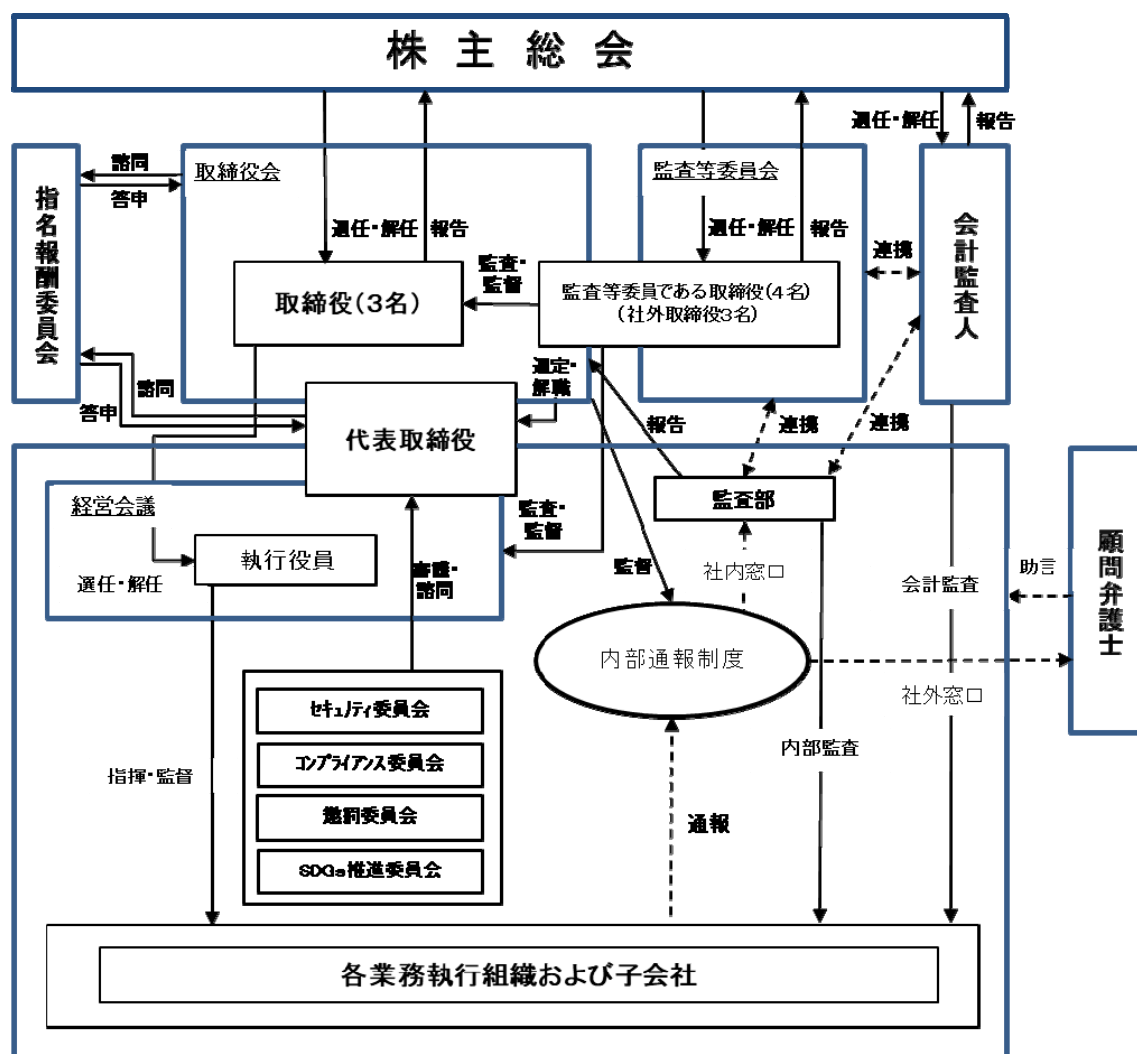 株主総会
選任・解任
報告
諮問
答申
取締役会
監査等委員会
指名報酬委員会
選任・解任
報告
選任・解任
報告
会計監査人
連携
監査・
監督
取締役(3名)
監査等委員である取締役(4名)
(社外取締役3名)
諮問
答申
選定・
解職
代表取締役
報告
連携
連携
経営会議
監査部
執行役員
選任・解任
監査・
監督
審議・
諮問
監督
社内窓口
会計監査
助言
顧問弁護士
内部通報制度
社外窓口
セキュリティ委員会
コンプライアンス委員会
懲罰委員会
SDGs推進委員会
指揮・監督
内部監査
通報
各業務執行組織および子会社